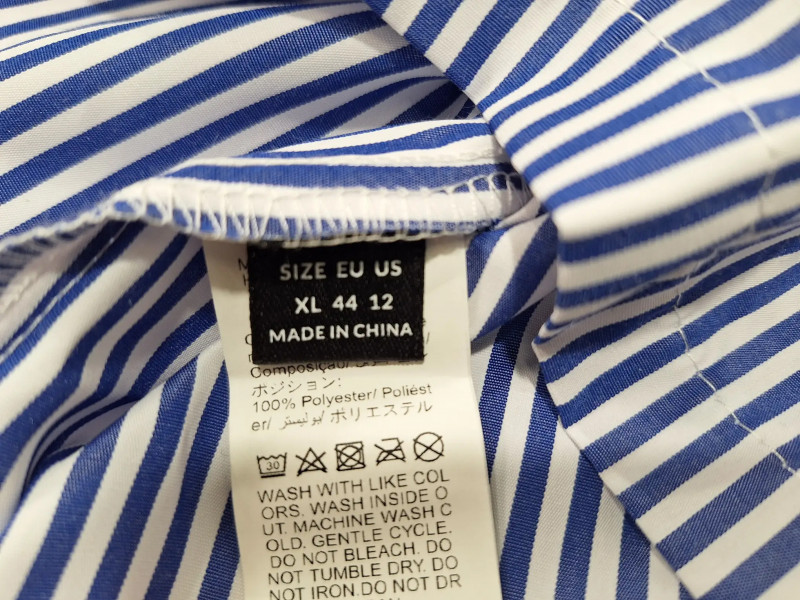 SIZE EU US
XL 44 12
MADE IN CHINA
Composição/
ポジション:
100% Polyester/ Poliést
er/ بوليستر/ ポリエステル
30
WASH WITH LIKE COL
ORS. WASH INSIDE O
UT. MACHINE WASH C
OLD. GENTLE CYCLE.
DO NOT BLEACH. DO
NOT TUMBLE DRY. DO
NOT IRON.DO NOT DR